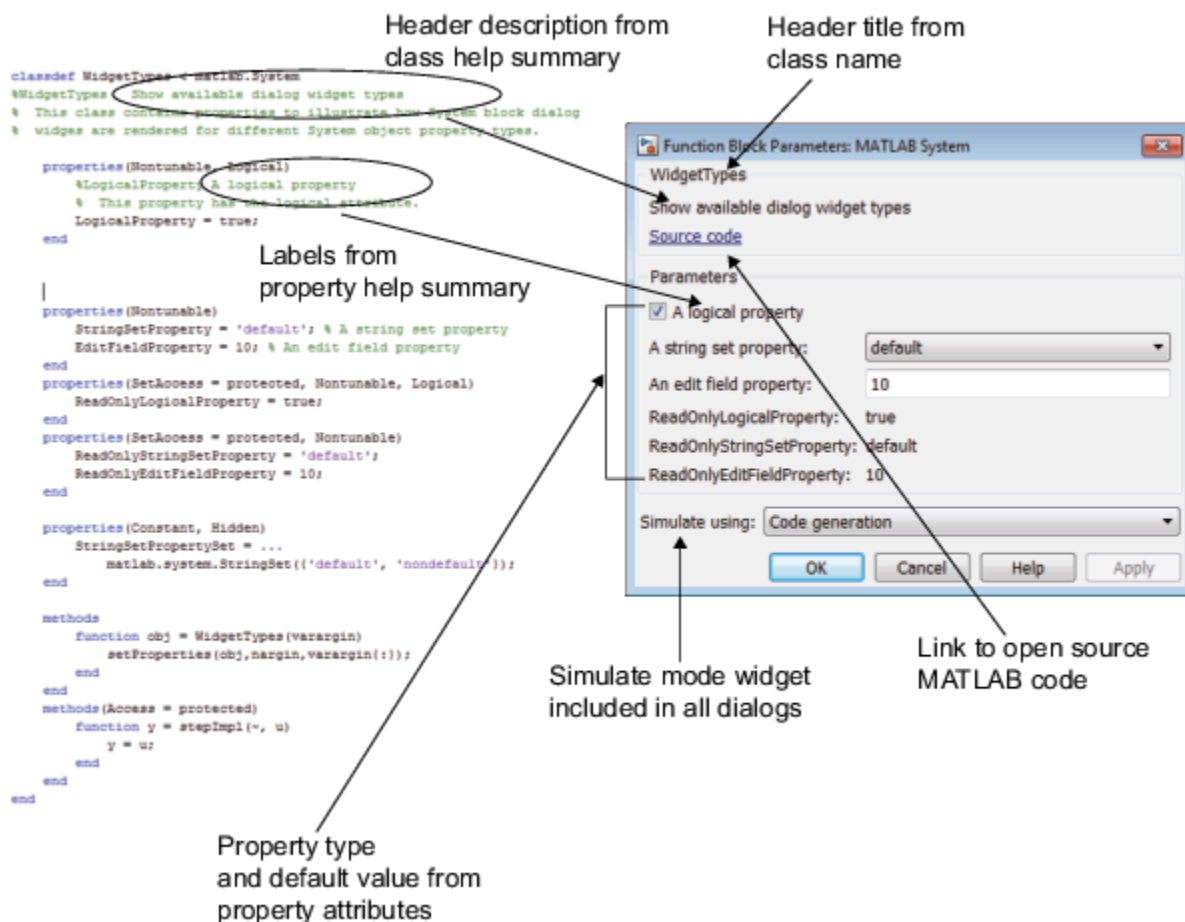 Header description from
class help summary
Header title from
class name
classdef WidgetTypes < matlab.System
%WidgetTypes Show available dialog widget types
% This class contains properties to illustrate how System block dialog
% widges are rendered for different System object property types.
properties(Nontunable, Logical)
%LogicalProperty A logical property
% This property has the logical attribute.
LogicalProperty = true;
end
Labels from
property help summary
properties(Nontunable)
StringSetProperty = 'default'; % A string set property
EditFieldProperty = 10; % An edit field property
end
properties(SetAccess = protected, Nontunable, Logical)
ReadOnlyLogicalProperty = true;
end
properties(SetAccess = protected, Nontunable)
ReadOnlyStringSetProperty = 'default';
ReadOnlyEditFieldProperty = 10;
end
properties(Constant, Hidden)
StringSetPropertySet = ...
matlab.system.StringSet({'default', 'nondefault'});
end
methods
function obj = WidgetTypes(varargin)
setProperties(obj,nargin,varargin{:});
end
end
methods(Access = protected)
function y = stepImpl(~, u)
y = u;
end
end
end
Function Block Parameters: MATLAB System
WidgetTypes
Show available dialog widget types
Source code
Parameters
A logical property
A string set property: default
An edit field property: 10
ReadOnlyLogicalProperty: true
ReadOnlyStringSetProperty: default
ReadOnlyEditFieldProperty: 10
Simulate using: Code generation
OK Cancel Help Apply
Simulate mode widget
included in all dialogs
Link to open source
MATLAB code
Property type
and default value from
property attributes